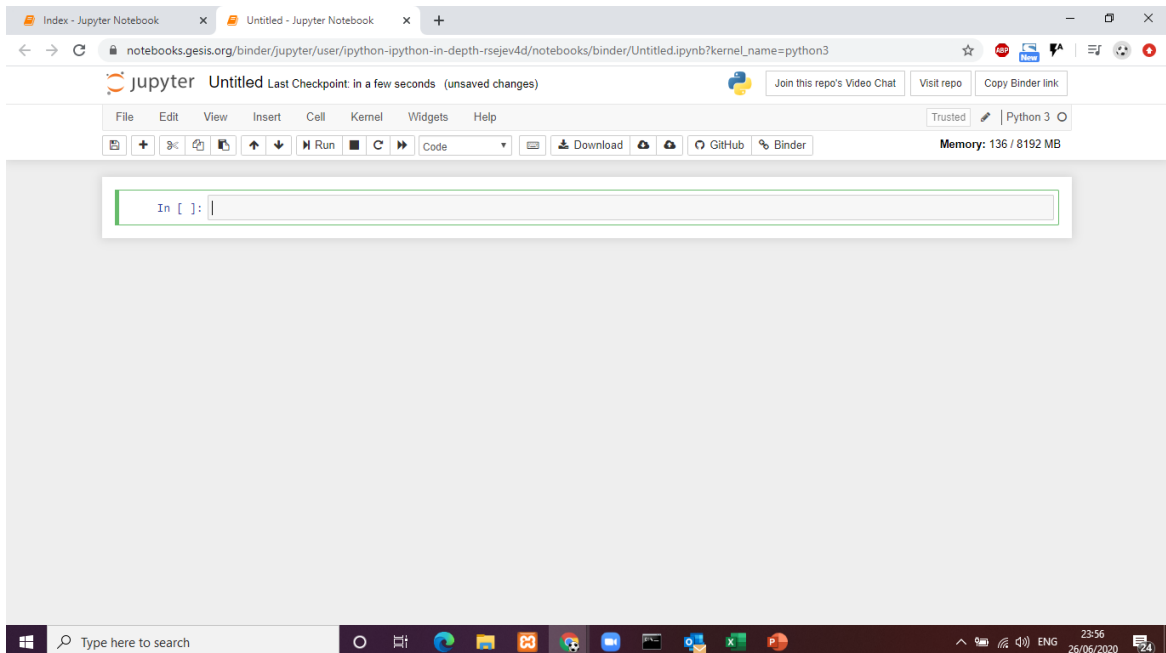 Index - Jupyter Notebook Untitled - Jupyter Notebook
notebooks.gesis.org/binder/jupyter/user/ipython-ipython-in-depth-rsejev4d/notebooks/binder/Untitled.ipynb?kernel_name=python3 ABP New
jupyter Untitled Last Checkpoint: in a few seconds (unsaved changes) Join this repo's Video Chat Visit repo Copy Binder link
File Edit View Insert Cell Kernel Widgets Help Trusted Python 3
Run Code Download GitHub Binder Memory: 136 / 8192 MB
In [ ]:
Type here to search ENG 23:56
26/06/2020 24